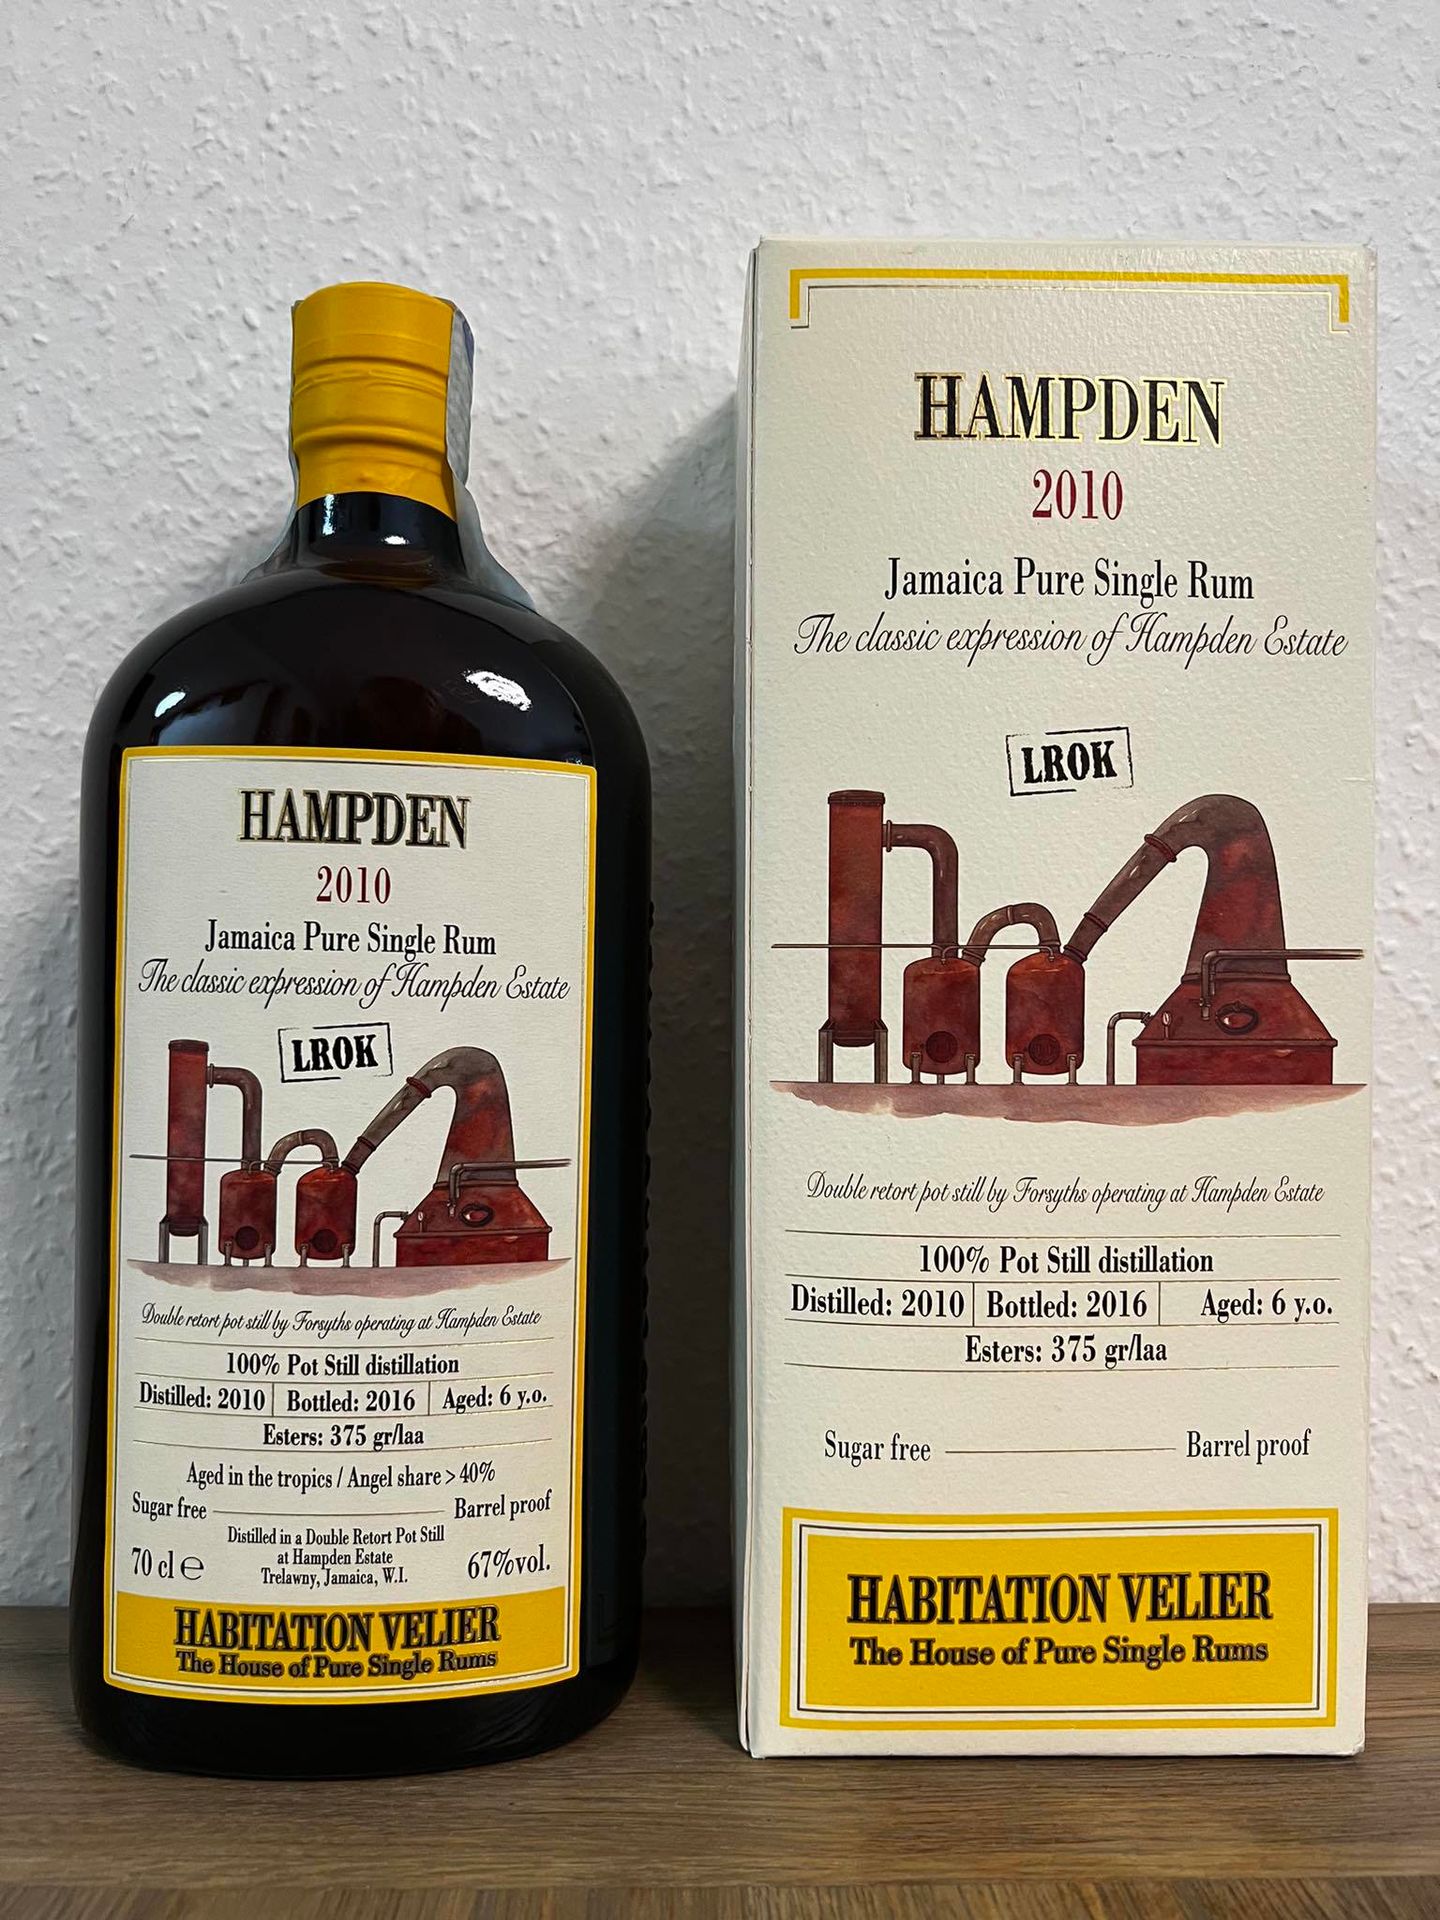 HAMPDEN
2010
Jamaica Pure Single Rum
The classic expression of Hampden Estate
LROK
Double retort pot still by Forsyths operating at Hampden Estate
100% Pot Still distillation
Distilled: 2010 Bottled: 2016 Aged: 6 y.o.
Esters: 375 gr/laa
Aged in the tropics / Angel share > 40%
Sugar free Barrel proof
Distilled in a Double Retort Pot Still
at Hampden Estate
Trelawny, Jamaica, W.I.
70 cl ℮ 67%vol.
HABITATION VELIER
The House of Pure Single Rums
HAMPDEN
2010
Jamaica Pure Single Rum
The classic expression of Hampden Estate
LROK
Double retort pot still by Forsyths operating at Hampden Estate
100% Pot Still distillation
Distilled: 2010 Bottled: 2016 Aged: 6 y.o.
Esters: 375 gr/laa
Sugar free Barrel proof
HABITATION VELIER
The House of Pure Single Rums